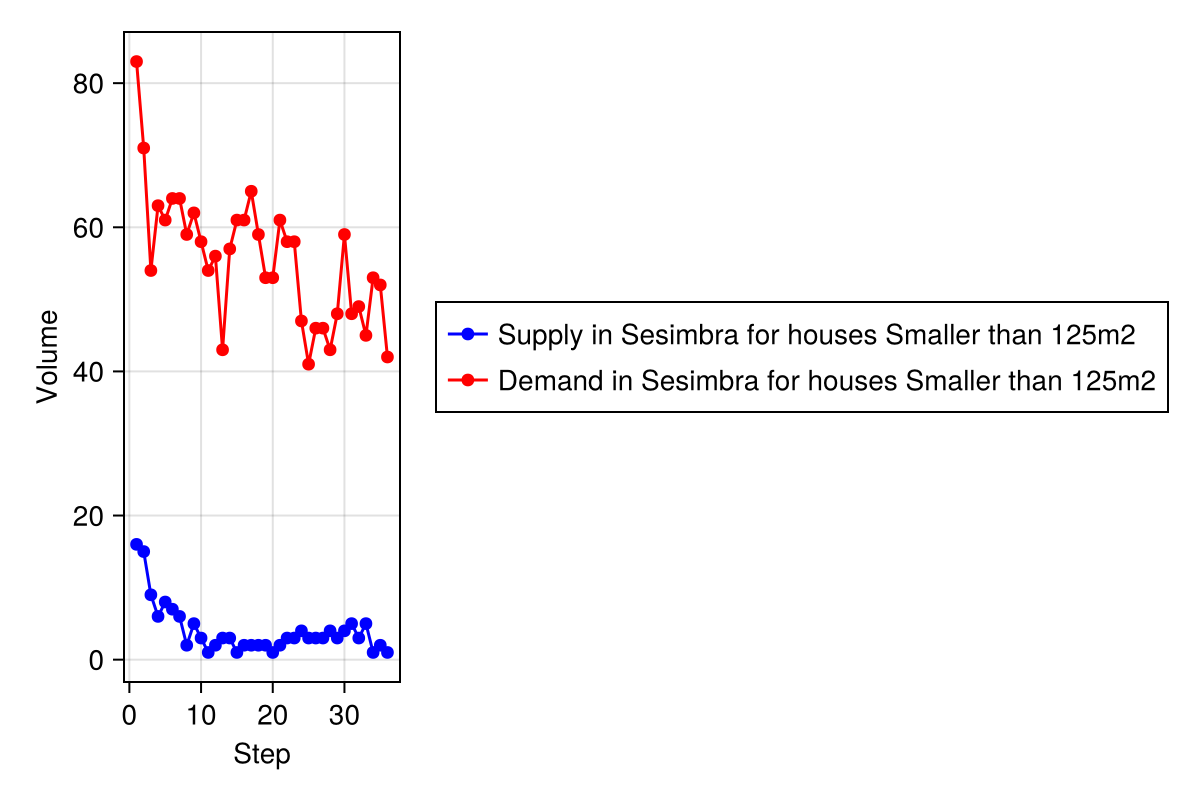 80
60
40
20
0
Volume
0 10 20 30
Step
Supply in Sesimbra for houses Smaller than 125m2
Demand in Sesimbra for houses Smaller than 125m2